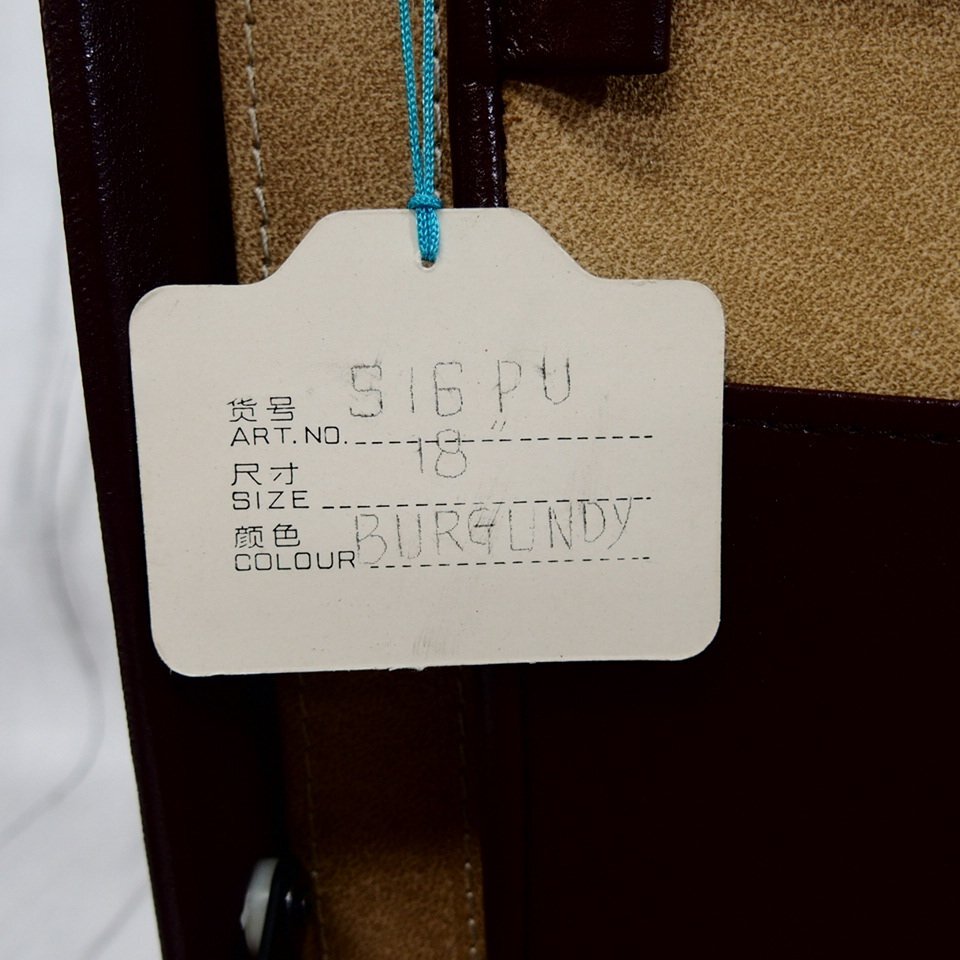 货号
ART. NO. 516 PU
尺寸
SIZE 18"
颜色
COLOUR BURGUNDY